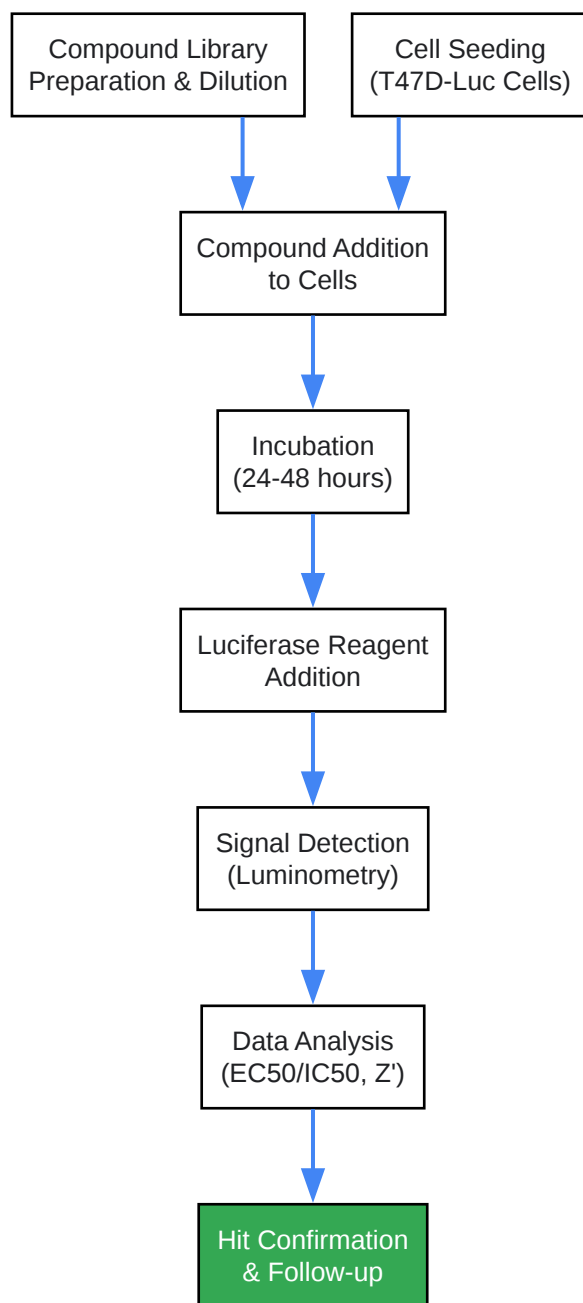 Compound Library
Preparation & Dilution
Cell Seeding
(T47D-Luc Cells)
Compound Addition
to Cells
Incubation
(24-48 hours)
Luciferase Reagent
Addition
Signal Detection
(Luminometry)
Data Analysis
(EC50/IC50, Z')
Hit Confirmation
& Follow-up